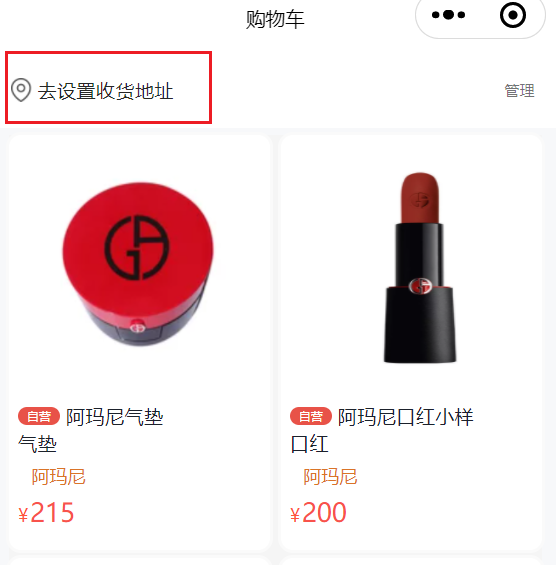 购物车
去设置收货地址
管理
自营 阿玛尼气垫
气垫
阿玛尼
¥215
自营 阿玛尼口红小样
口红
阿玛尼
¥200